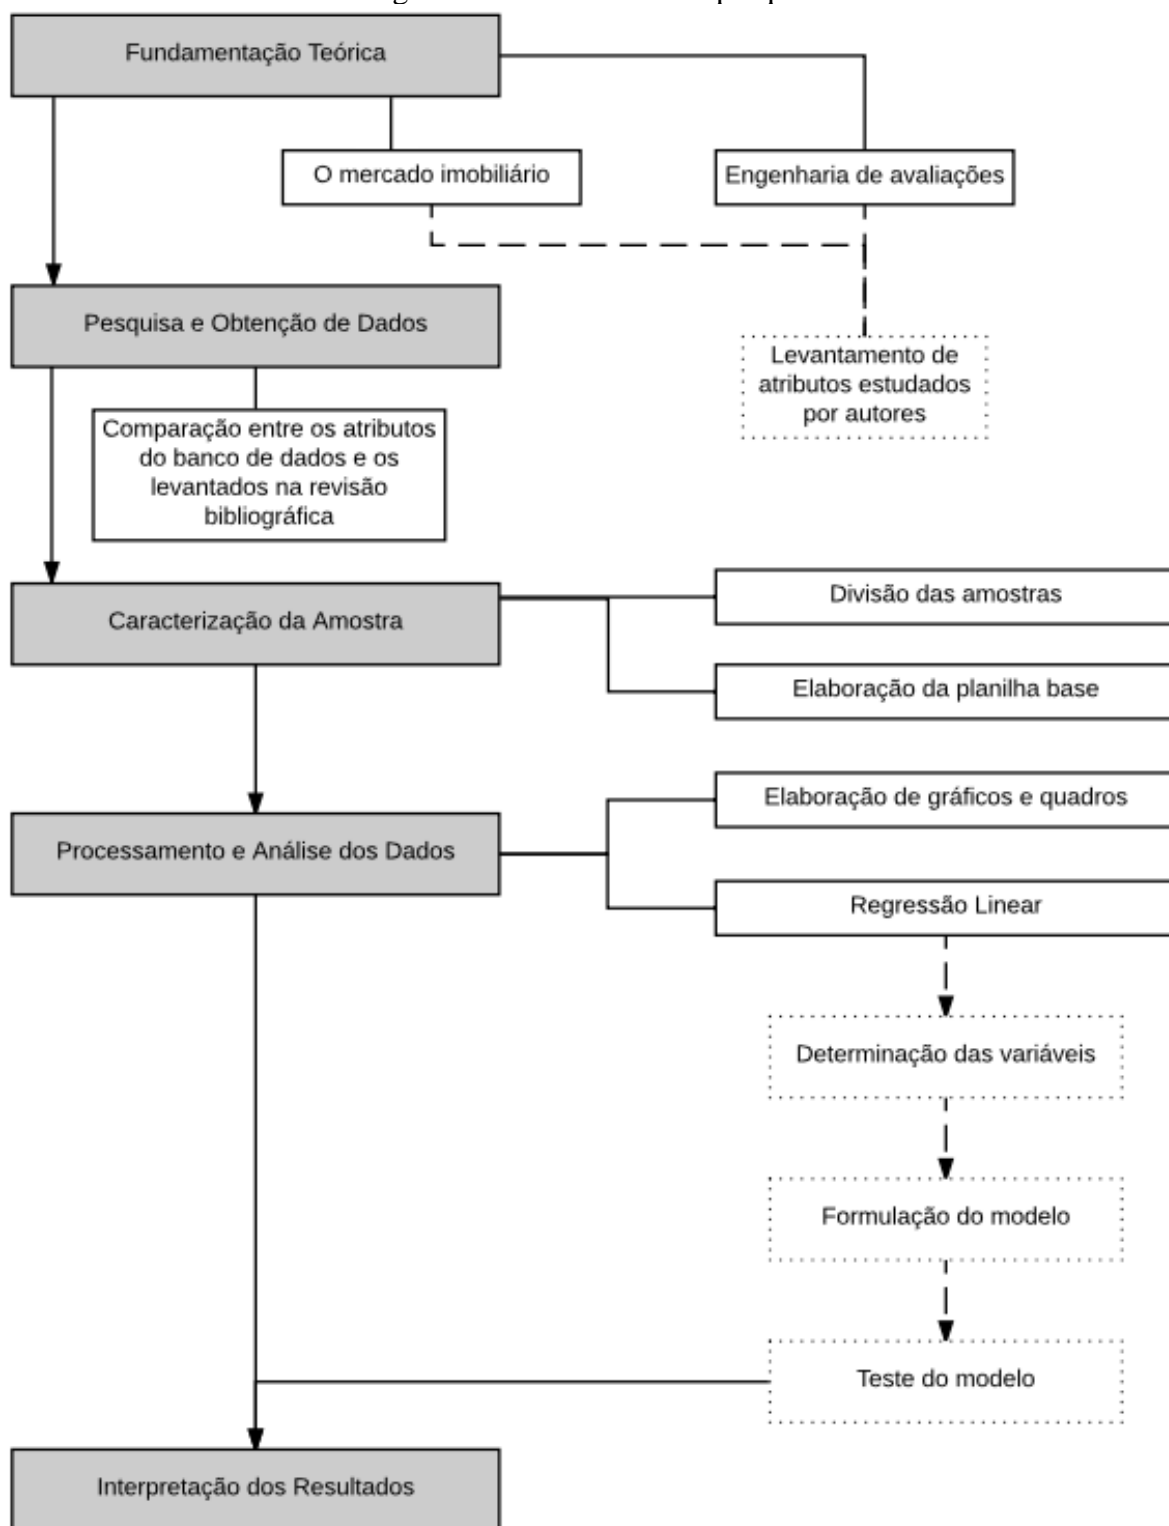 Fundamentação Teórica
O mercado imobiliário
Engenharia de avaliações
Pesquisa e Obtenção de Dados
Levantamento de
atributos estudados
por autores
Comparação entre os atributos
do banco de dados e os
levantados na revisão
bibliográfica
Caracterização da Amostra
Divisão das amostras
Elaboração da planilha base
Elaboração de gráficos e quadros
Processamento e Análise dos Dados
Regressão Linear
Determinação das variáveis
Formulação do modelo
Teste do modelo
Interpretação dos Resultados